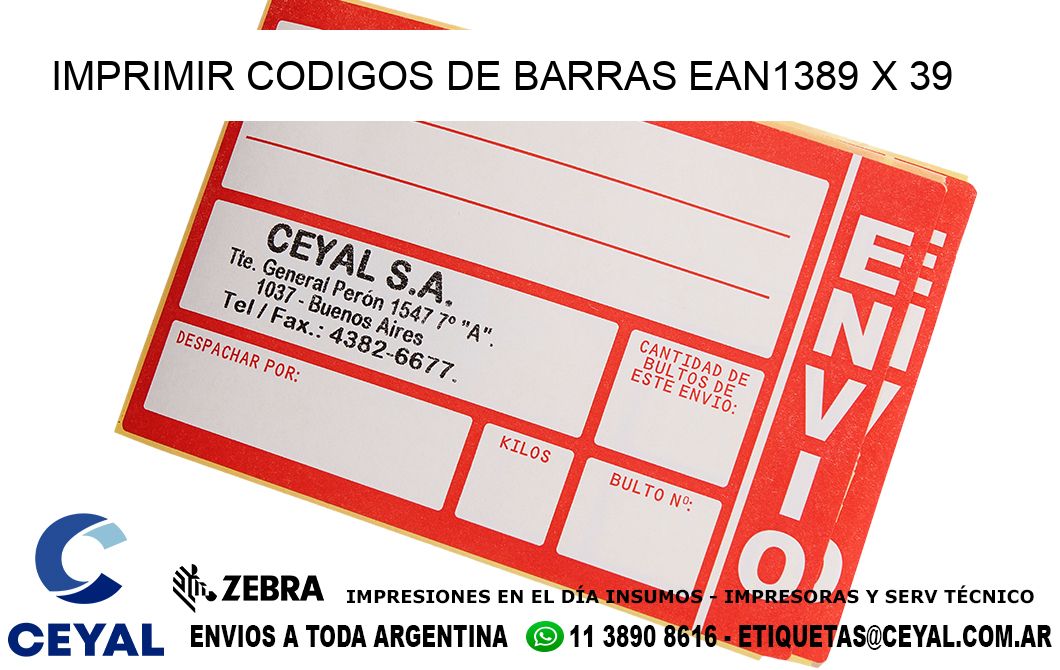 IMPRIMIR CODIGOS DE BARRAS EAN1389 X 39
CEYAL S.A.
Tte. General Perón 1547 7º "A".
1037 - Buenos Aires
Tel / Fax.: 4382-6677.
DESPACHAR POR:
KILOS
CANTIDAD DE
BULTOS DE
ESTE ENVIO:
BULTO Nº:
ENVIO
ENVIO
CEYAL
ZEBRA
IMPRESIONES EN EL DÍA INSUMOS - IMPRESORAS Y SERV TÉCNICO
ENVIOS A TODA ARGENTINA 11 3890 8616 - ETIQUETAS@CEYAL.COM.AR